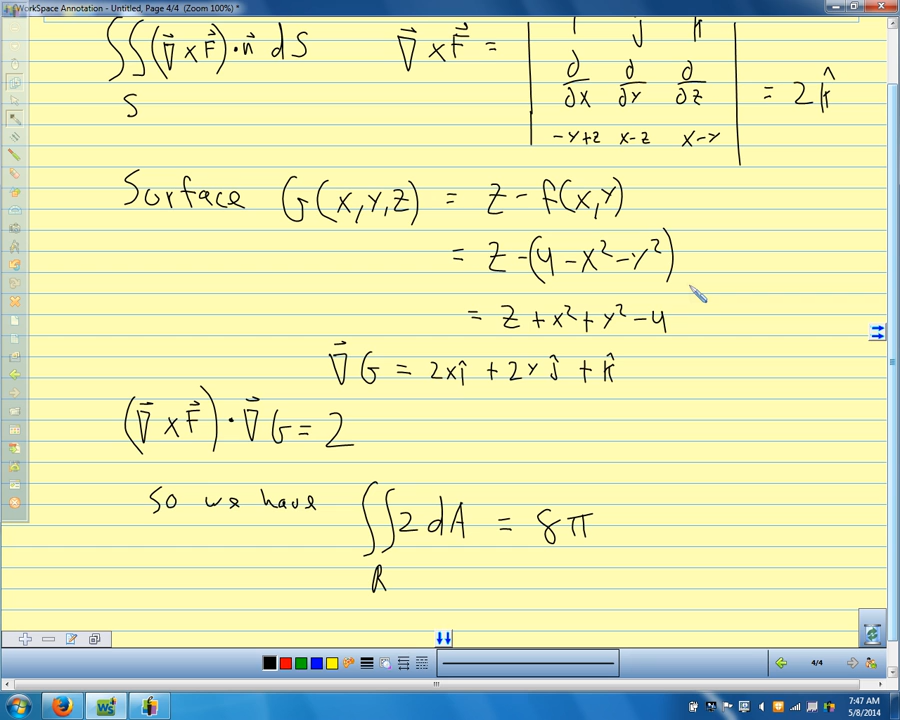 WorkSpace Annotation - Untitled, Page 4/4 (Zoom 100%) *
∬ (∇⃗ × F⃗) · n⃗ dS    ∇⃗ × F⃗ = | i j k̂ |
S
| ∂/∂x ∂/∂y ∂/∂z | = 2k̂
| -y+z x-z x-y |
Surface G(x,y,z) = z - f(x,y)
= z - (4 - x² - y²)
= z + x² + y² - 4
∇⃗ G = 2xî + 2yĵ + k̂
(∇⃗ × F⃗) · ∇⃗ G = 2
So we have ∬ 2 dA = 8π
R
4/4
7:47 AM
5/8/2014